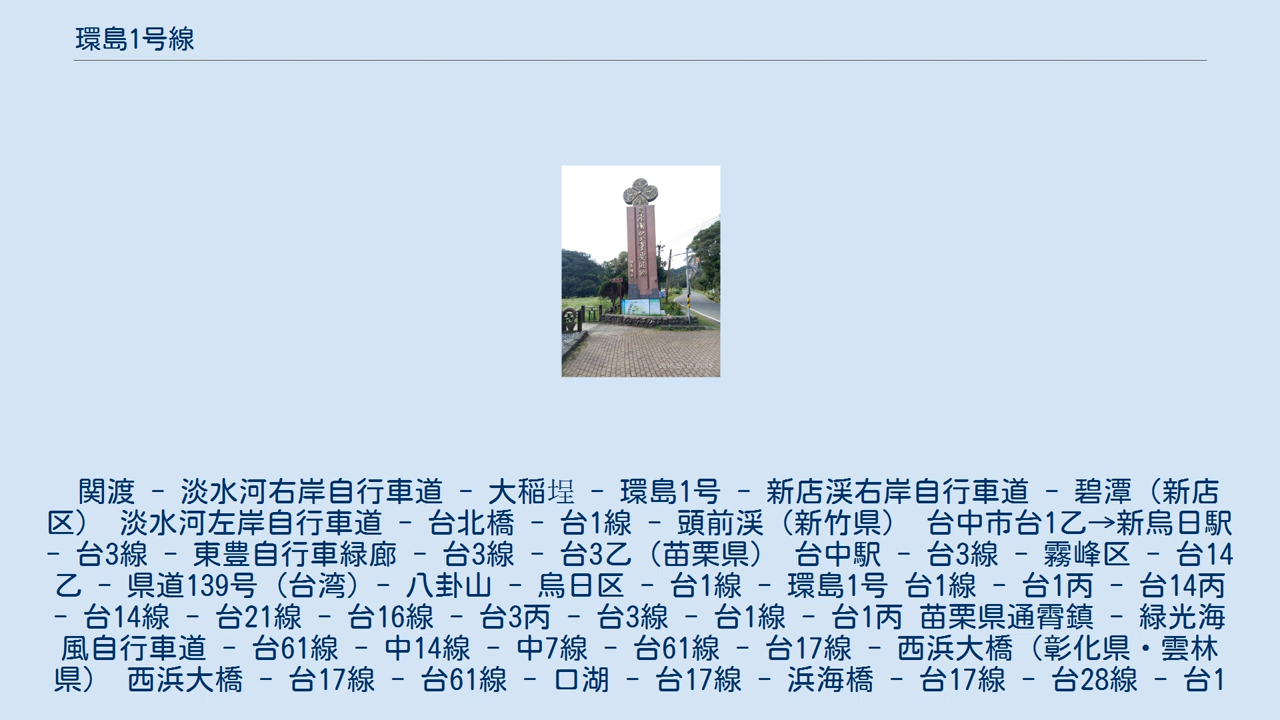 環島1号線
関渡 - 淡水河右岸自行車道 - 大稲埕 - 環島1号 - 新店渓右岸自行車道 - 碧潭（新店
区） 淡水河左岸自行車道 - 台北橋 - 台1線 - 頭前渓（新竹県） 台中市台1乙→新烏日駅
- 台3線 - 東豊自行車緑廊 - 台3線 - 台3乙（苗栗県） 台中駅 - 台3線 - 霧峰区 - 台14
乙 - 県道139号（台湾）- 八卦山 - 烏日区 - 台1線 - 環島1号 台1線 - 台1丙 - 台14丙
- 台14線 - 台21線 - 台16線 - 台3丙 - 台3線 - 台1線 - 台1丙 苗栗県通霄鎮 - 緑光海
風自行車道 - 台61線 - 中14線 - 中7線 - 台61線 - 台17線 - 西浜大橋（彰化県・雲林
県） 西浜大橋 - 台17線 - 台61線 - 口湖 - 台17線 - 浜海橋 - 台17線 - 台28線 - 台1